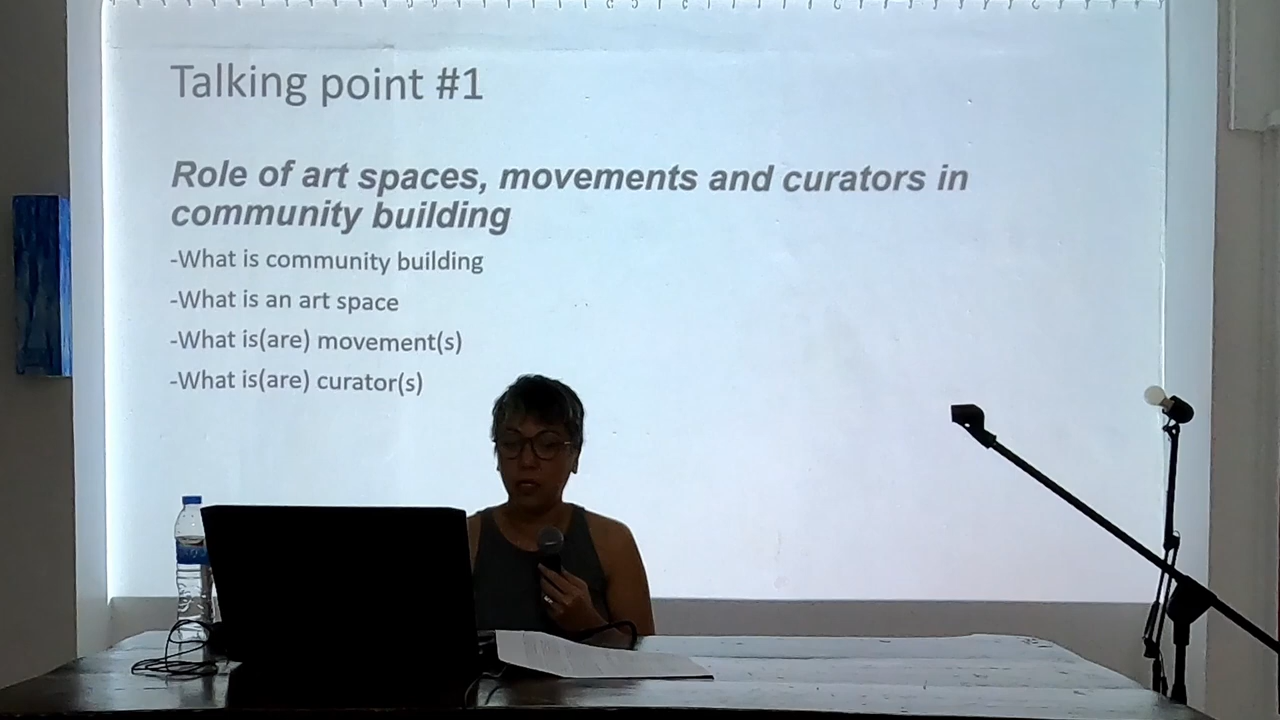 Talking point #1
Role of art spaces, movements and curators in
community building
-What is community building
-What is an art space
-What is(are) movement(s)
-What is(are) curator(s)